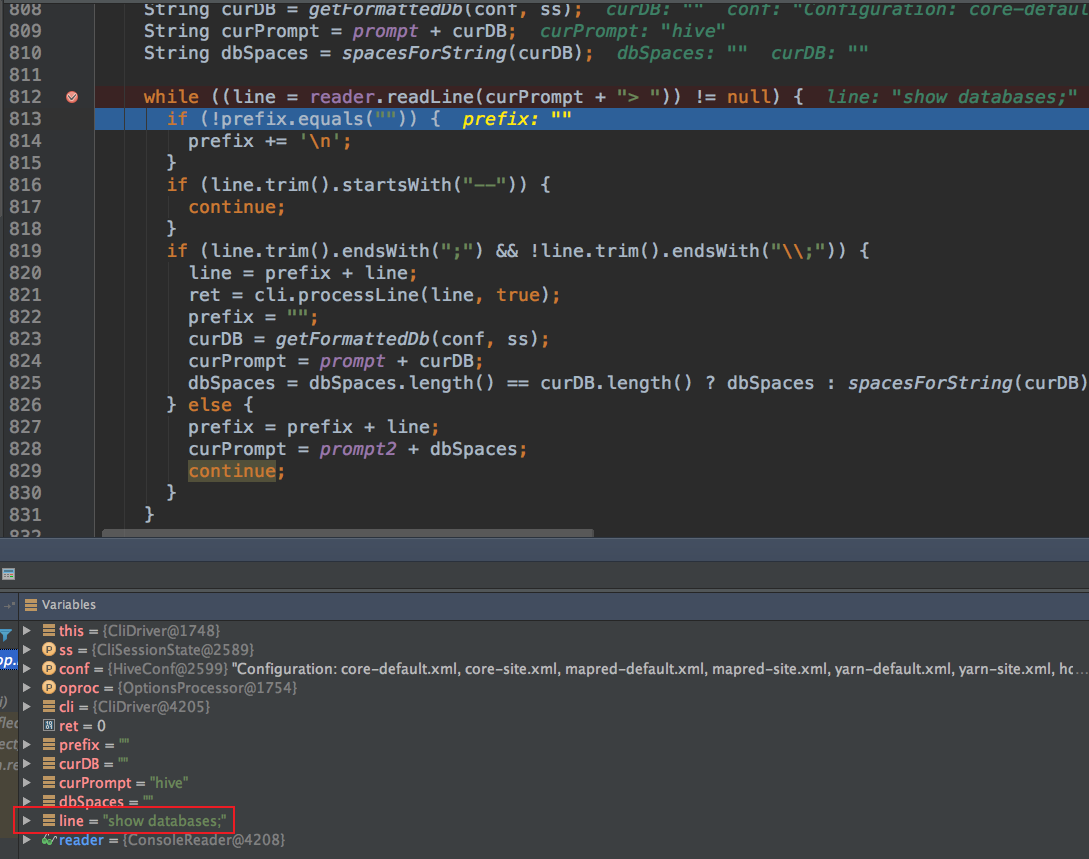 808 String curDB = getFormattedDb(conf, ss); curDB: "" conf: "Configuration: core-defaul
809 String curPrompt = prompt + curDB; curPrompt: "hive"
810 String dbSpaces = spacesForString(curDB); dbSpaces: "" curDB: ""
811
812 while ((line = reader.readLine(curPrompt + "> ")) != null) { line: "show databases;"
813 if (!prefix.equals("")) { prefix: ""
814 prefix += '\n';
815 }
816 if (line.trim().startsWith("--")) {
817 continue;
818 }
819 if (line.trim().endsWith(";") && !line.trim().endsWith("\\;")) {
820 line = prefix + line;
821 ret = cli.processLine(line, true);
822 prefix = "";
823 curDB = getFormattedDb(conf, ss);
824 curPrompt = prompt + curDB;
825 dbSpaces = dbSpaces.length() == curDB.length() ? dbSpaces : spacesForString(curDB)
826 } else {
827 prefix = prefix + line;
828 curPrompt = prompt2 + dbSpaces;
829 continue;
830 }
831 }
832
Variables
this = {CliDriver@1748}
ss = {CliSessionState@2589}
op. conf = {HiveConf@2599} "Configuration: core-default.xml, core-site.xml, mapred-default.xml, mapred-site.xml, yarn-default.xml, yarn-site.xml, hc...
oproc = {OptionsProcessor@1754}
i) cli = {CliDriver@4205}
flec ret = 0
ect prefix = ""
n.re curDB = ""
curPrompt = "hive"
dbSpaces = ""
line = "show databases;"
reader = {ConsoleReader@4208}